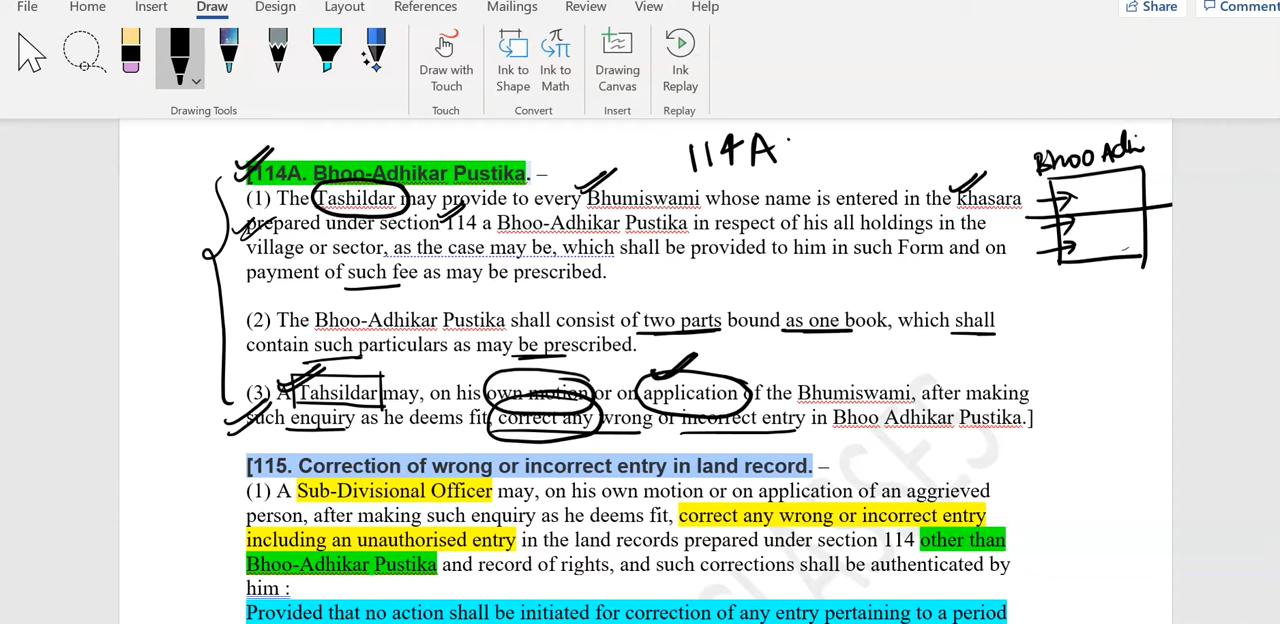 File Home Insert Draw Design Layout References Mailings Review View Help Share Comment
Draw with Touch
Ink to Shape
Ink to Math
Drawing Canvas
Ink Replay
Drawing Tools
Touch
Convert
Insert
Replay
114A
Bhoo Adhi
[114A. Bhoo-Adhikar Pustika. –
(1) The Tashildar may provide to every Bhumiswami whose name is entered in the khasara
prepared under section 114 a Bhoo-Adhikar Pustika in respect of his all holdings in the
village or sector, as the case may be, which shall be provided to him in such Form and on
payment of such fee as may be prescribed.
(2) The Bhoo-Adhikar Pustika shall consist of two parts bound as one book, which shall
contain such particulars as may be prescribed.
(3) A Tahsildar may, on his own motion or on application of the Bhumiswami, after making
such enquiry as he deems fit, correct any wrong or incorrect entry in Bhoo Adhikar Pustika.]
[115. Correction of wrong or incorrect entry in land record. –
(1) A Sub-Divisional Officer may, on his own motion or on application of an aggrieved
person, after making such enquiry as he deems fit, correct any wrong or incorrect entry
including an unauthorised entry in the land records prepared under section 114 other than
Bhoo-Adhikar Pustika and record of rights, and such corrections shall be authenticated by
him :
Provided that no action shall be initiated for correction of any entry pertaining to a period